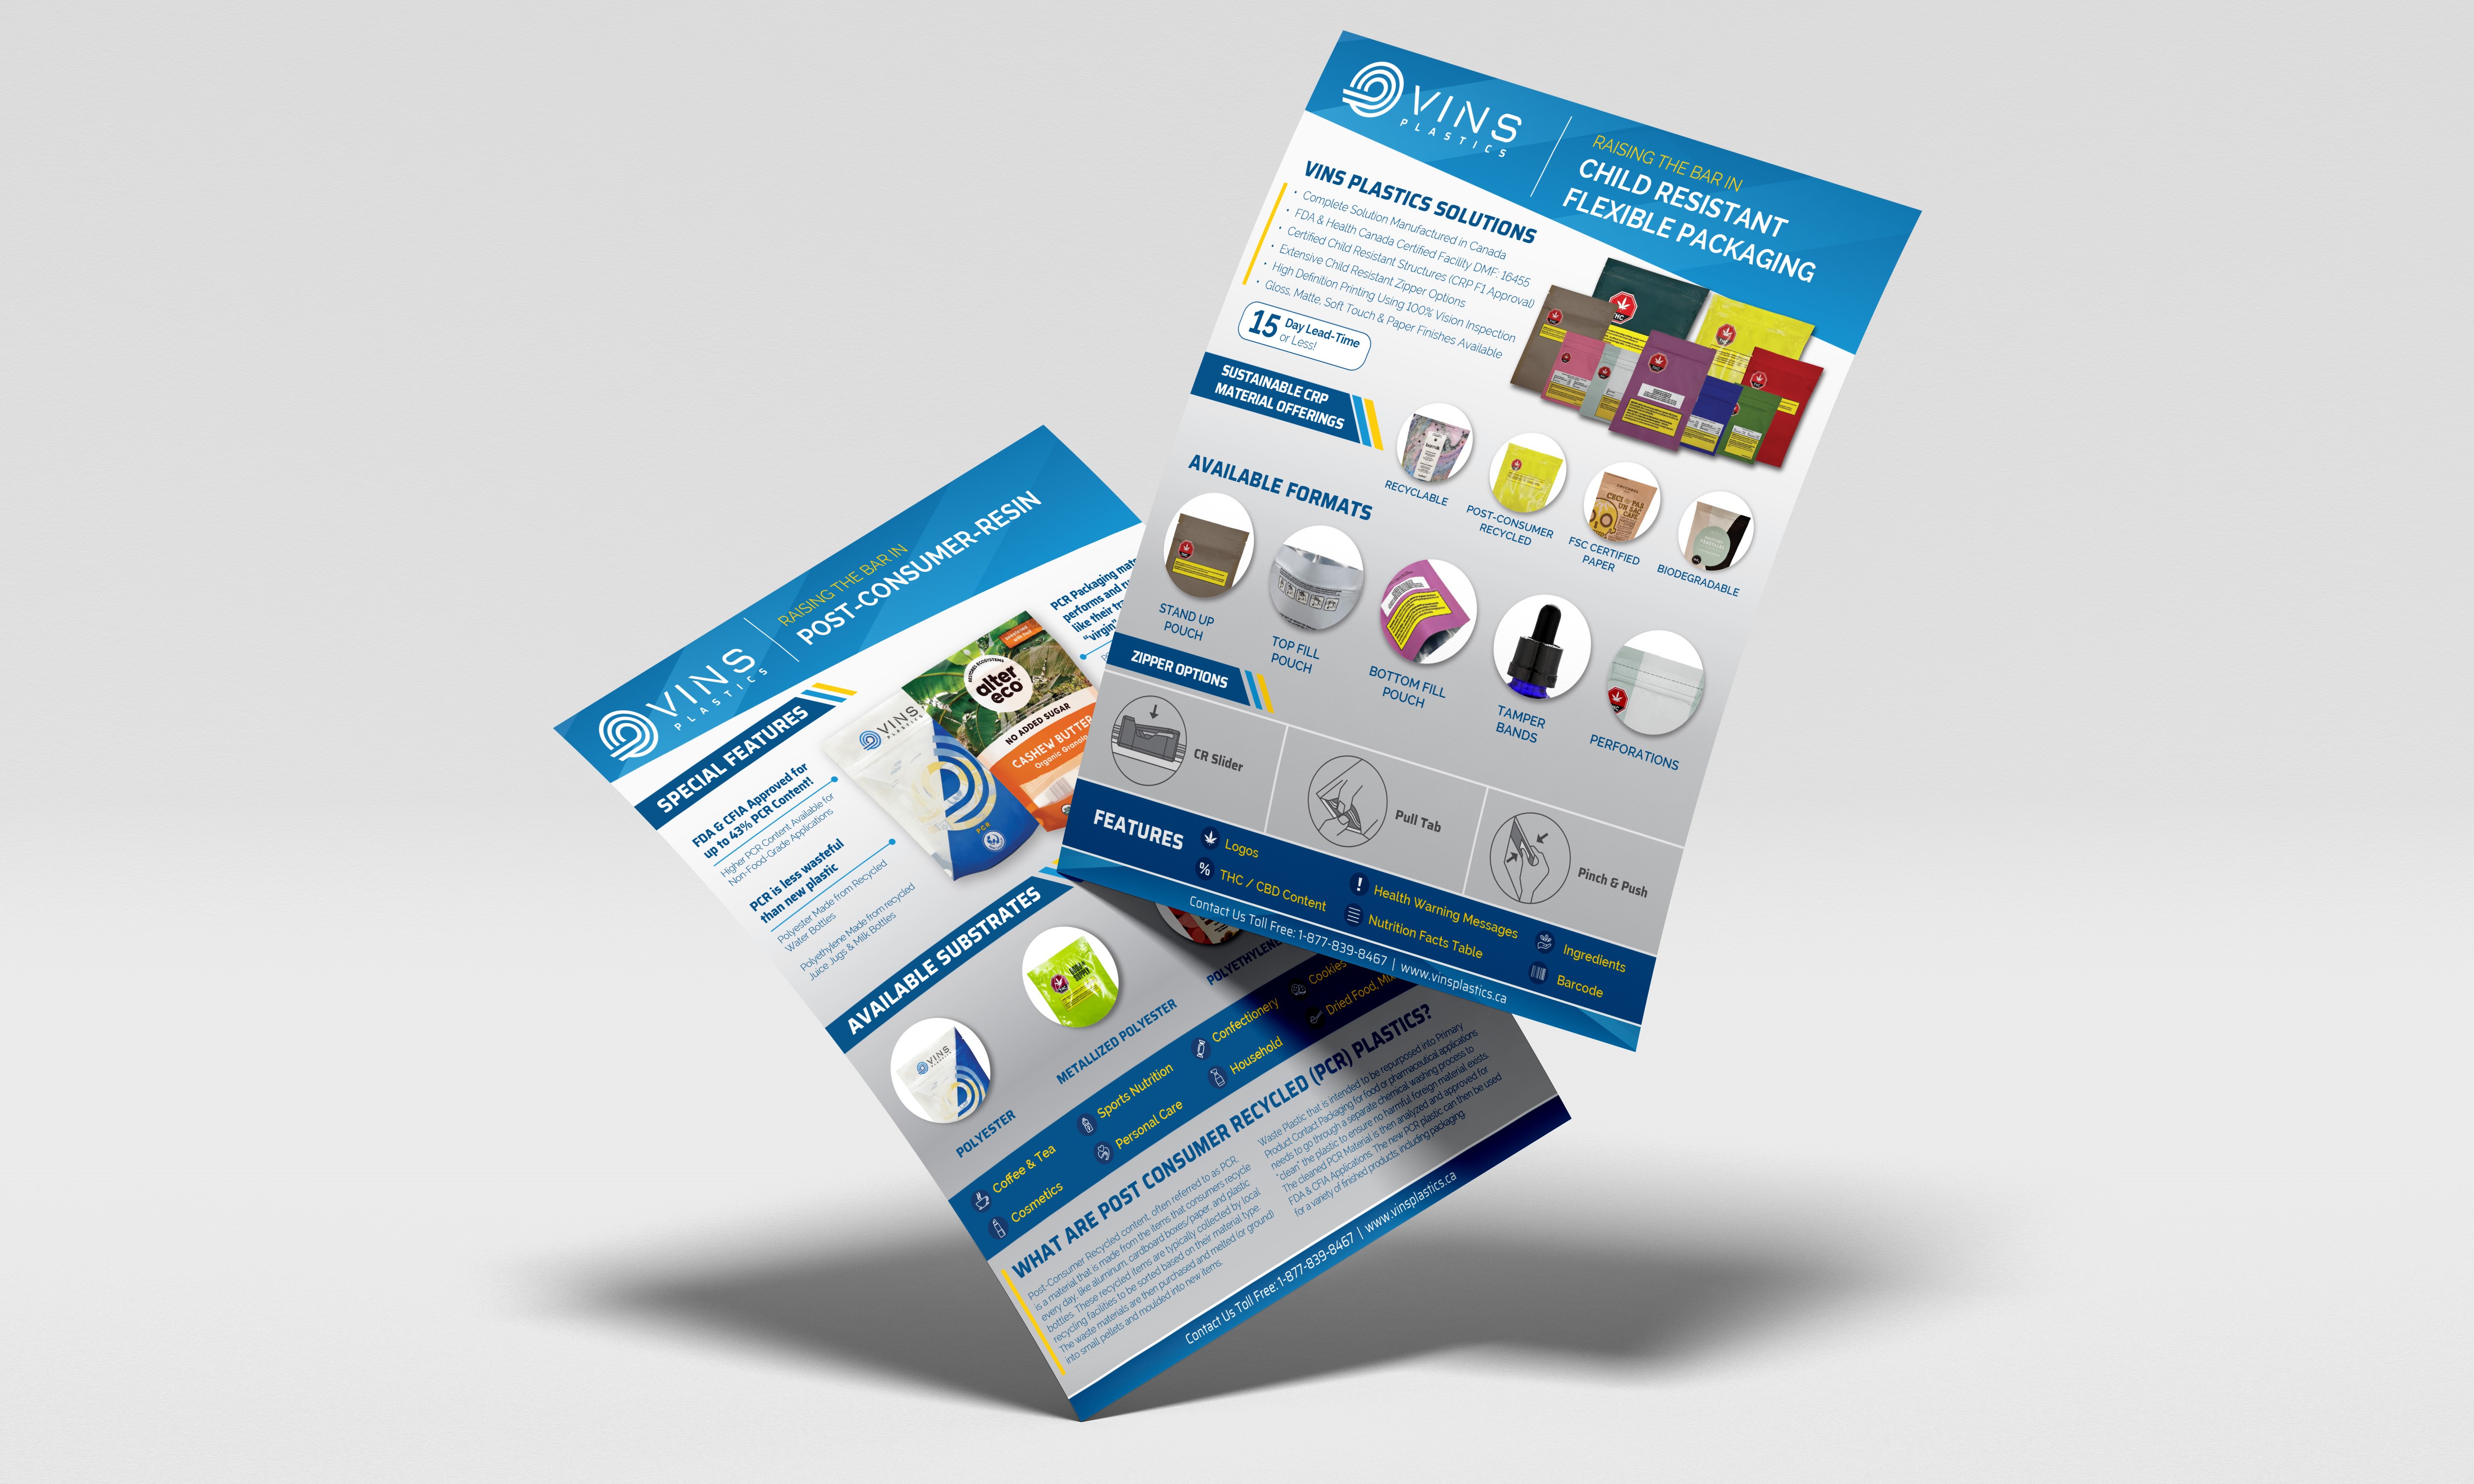 VINS
PLASTICS
RAISING THE BAR IN
CHILD RESISTANT
FLEXIBLE PACKAGING
VINS PLASTICS SOLUTIONS
• Complete Solution Manufactured in Canada
• FDA & Health Canada Certified Facility DMF: 16455
• Certified Child Resistant Structures (CRP F1 Approval)
• Extensive Child Resistant Zipper Options
• High Definition Printing Using 100% Vision Inspection
• Gloss, Matte, Soft Touch & Paper Finishes Available
15 Day Lead-Time
or Less!
SUSTAINABLE CRP
MATERIAL OFFERINGS
RECYCLABLE
POST-CONSUMER
RECYCLED
CECI PAS
UN SAC
CAFÉ
FSC CERTIFIED
PAPER
BIODEGRADABLE
AVAILABLE FORMATS
STAND UP
POUCH
TOP FILL
POUCH
BOTTOM FILL
POUCH
TAMPER
BANDS
PERFORATIONS
ZIPPER OPTIONS
CR Slider
Pull Tab
Pinch & Push
FEATURES
Logos
% THC / CBD Content
! Health Warning Messages
Nutrition Facts Table
Ingredients
Barcode
Contact Us Toll Free: 1-877-839-8467 | www.vinsplastics.ca
VINS
PLASTICS
RAISING THE BAR IN
POST-CONSUMER-RESIN
SPECIAL FEATURES
FDA & CFIA Approved for
up to 43% PCR Content!
Higher PCR Content Available for
Non-Food-Grade Applications
PCR is less wasteful
than new plastic
Polyester Made from Recycled
Water Bottles
Polyethylene Made from recycled
Juice Jugs & Milk Bottles
VINS
PLASTICS
PCR
alter
eco
NO ADDED SUGAR
CASHEW BUTTER
Organic Granola
PCR Packaging
performs and
like their
"virgin"
AVAILABLE SUBSTRATES
VINS
POLYESTER
METALLIZED POLYESTER
POLYETHYLENE
Coffee & Tea
Cosmetics
Sports Nutrition
Personal Care
Confectionery
Household
Cookies
Dried Food,
WHAT ARE POST CONSUMER RECYCLED (PCR) PLASTICS?
Post-Consumer Recycled content, often referred to as PCR,
is a material that is made from the items that consumers recycle
every day, like aluminum, cardboard boxes/paper, and plastic
bottles. These recycled items are typically collected by local
recycling facilities to be sorted based on their material type.
The waste materials are then purchased and melted (or ground)
into small pellets and moulded into new items.
Waste Plastic that is intended to be repurposed into Primary
Product Contact Packaging for food or pharmaceutical applications
needs to go through a separate chemical washing process to
"clean" the plastic to ensure no harmful foreign material exists.
The cleaned PCR Material is then analyzed and approved for
FDA & CFIA Applications. The new PCR plastic can then be used
for a variety of finished products, including packaging.
Contact Us Toll Free: 1-877-839-8467 | www.vinsplastics.ca